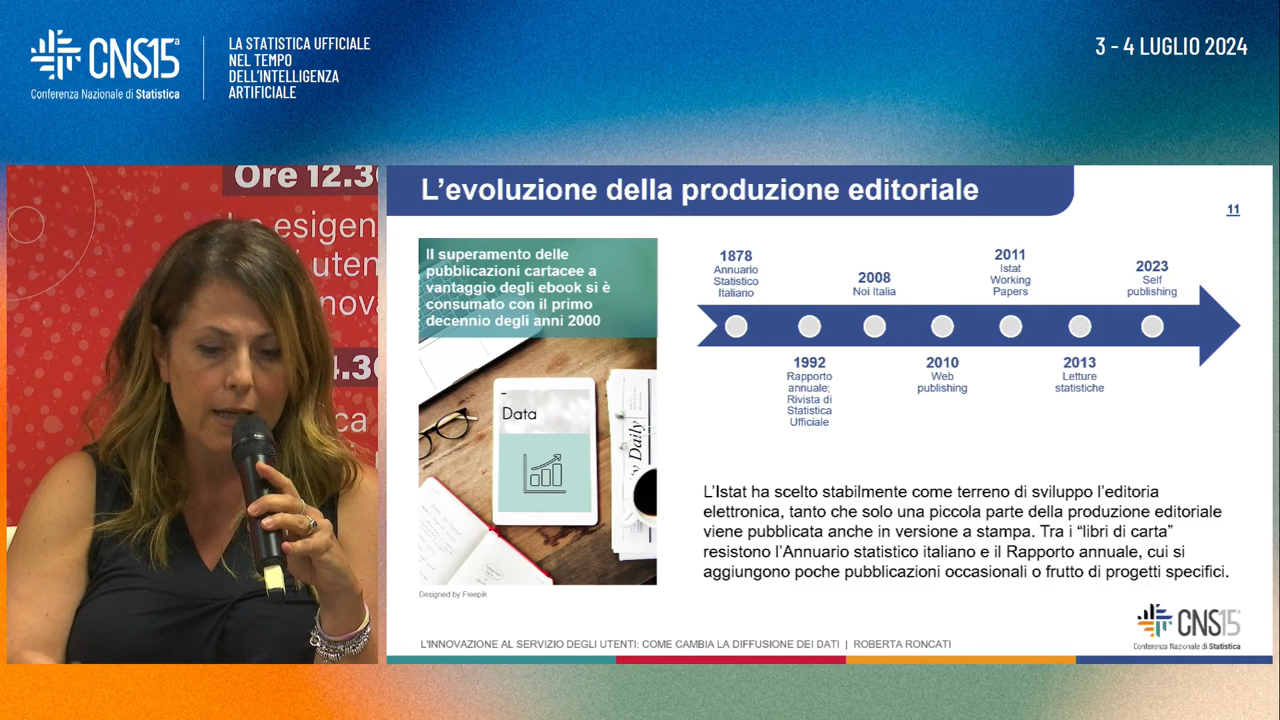 CNS15ª
Conferenza Nazionale di Statistica
LA STATISTICA UFFICIALE
NEL TEMPO
DELL'INTELLIGENZA
ARTIFICIALE
3 - 4 LUGLIO 2024
Ore 12.30
esigen
uten
nova
.30
ca
L'evoluzione della produzione editoriale
11
Il superamento delle
pubblicazioni cartacee a
vantaggio degli ebook si è
consumato con il primo
decennio degli anni 2000
Data
Daily
Designed by Freepik
1878
Annuario
Statistico
Italiano
1992
Rapporto
annuale;
Rivista di
Statistica
Ufficiale
2008
Noi Italia
2010
Web
publishing
2011
Istat
Working
Papers
2013
Letture
statistiche
2023
Self
publishing
L'Istat ha scelto stabilmente come terreno di sviluppo l'editoria
elettronica, tanto che solo una piccola parte della produzione editoriale
viene pubblicata anche in versione a stampa. Tra i “libri di carta”
resistono l'Annuario statistico italiano e il Rapporto annuale, cui si
aggiungono poche pubblicazioni occasionali o frutto di progetti specifici.
CNS15
Conferenza Nazionale di Statistica
L'INNOVAZIONE AL SERVIZIO DEGLI UTENTI: COME CAMBIA LA DIFFUSIONE DEI DATI | ROBERTA RONCATI